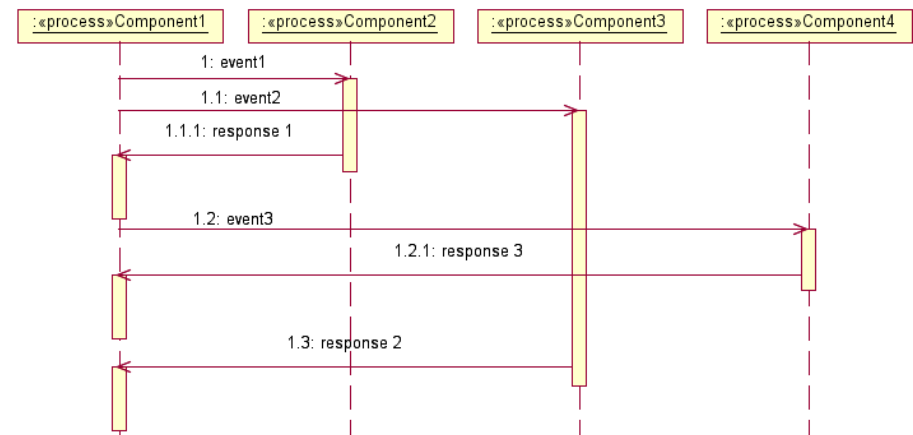 :«process»Component1
:«process»Component2
:«process»Component3
:«process»Component4
1: event1
1.1: event2
1.1.1: response 1
1.2: event3
1.2.1: response 3
1.3: response 2